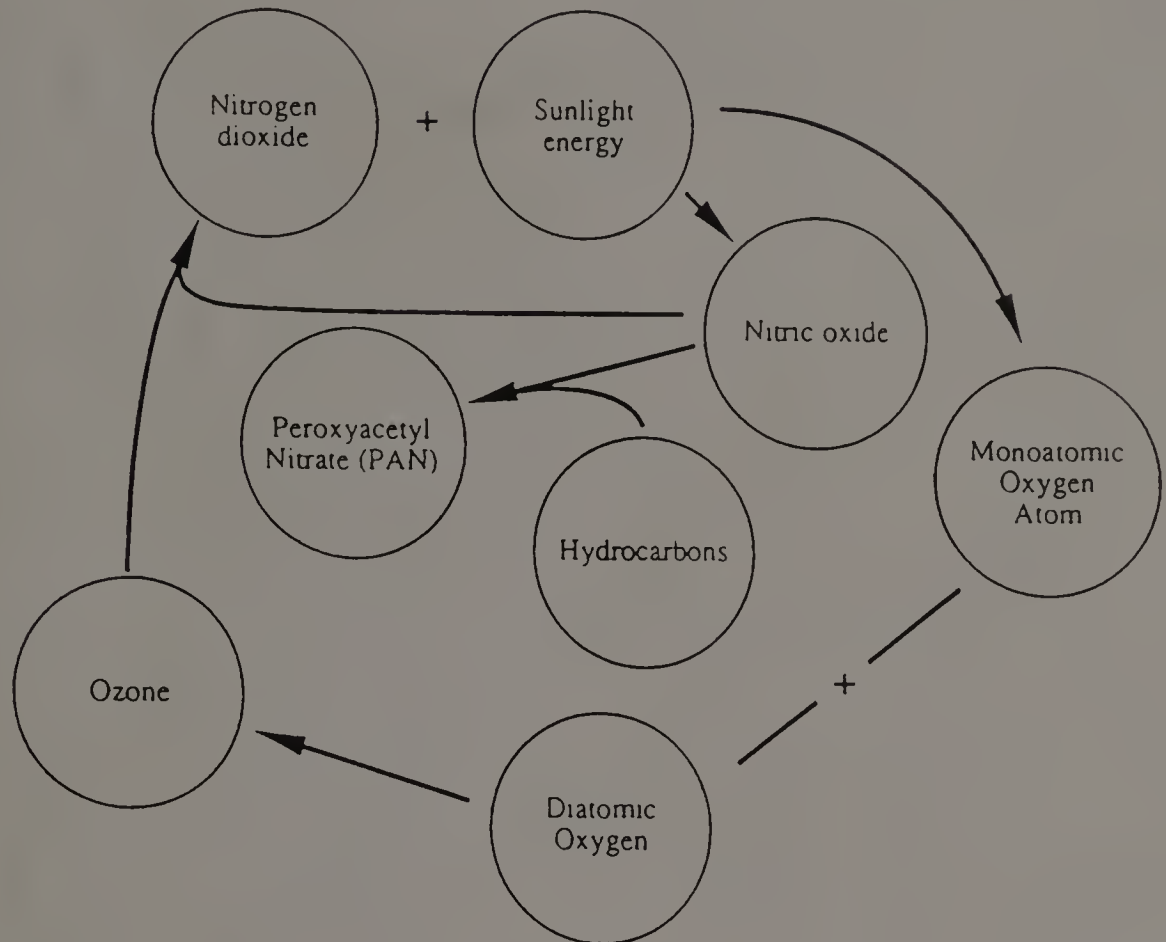 Nitrogen
dioxide
+
Sunlight
energy
Nitric oxide
Peroxyacetyl
Nitrate (PAN)
Monoatomic
Oxygen
Atom
Hydrocarbons
+
Ozone
Diatomic
Oxygen